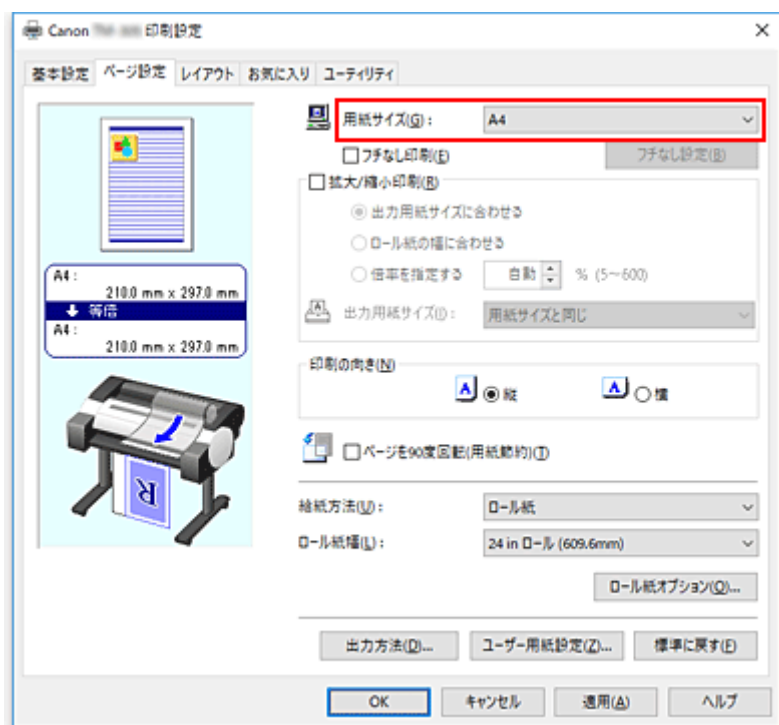 Canon 印刷設定
基本設定 ページ設定 レイアウト お気に入り ユーティリティ
用紙サイズ(G): A4
フチなし印刷(E) フチなし設定(B)
拡大/縮小印刷(R)
出力用紙サイズに合わせる
ロール紙の幅に合わせる
倍率を指定する 自動 % (5～600)
出力用紙サイズ(I): 用紙サイズと同じ
A4:
210.0 mm x 297.0 mm
等倍
A4:
210.0 mm x 297.0 mm
印刷の向き(N)
A 縦 A 横
ページを90度回転(用紙節約)(T)
R
給紙方法(U): ロール紙
ロール紙幅(L): 24 in ロール (609.6mm)
ロール紙オプション(Q)...
出力方法(D)... ユーザー用紙設定(Z)... 標準に戻す(F)
OK キャンセル 適用(A) ヘルプ